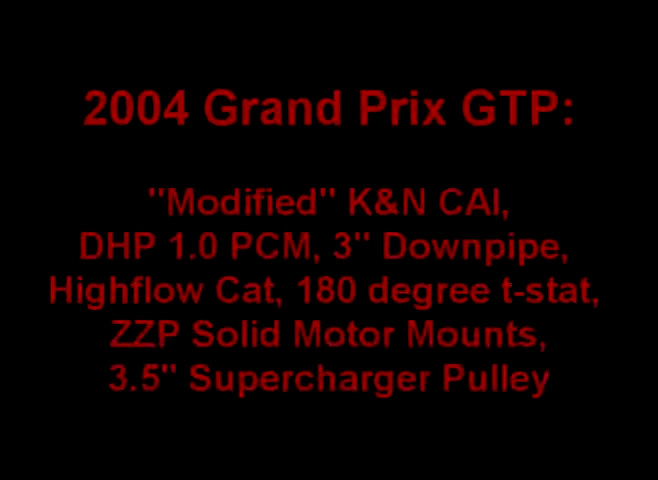 2004 Grand Prix GTP:
"Modified" K&N CAI,
DHP 1.0 PCM, 3" Downpipe,
Highflow Cat, 180 degree t-stat,
ZZP Solid Motor Mounts,
3.5" Supercharger Pulley